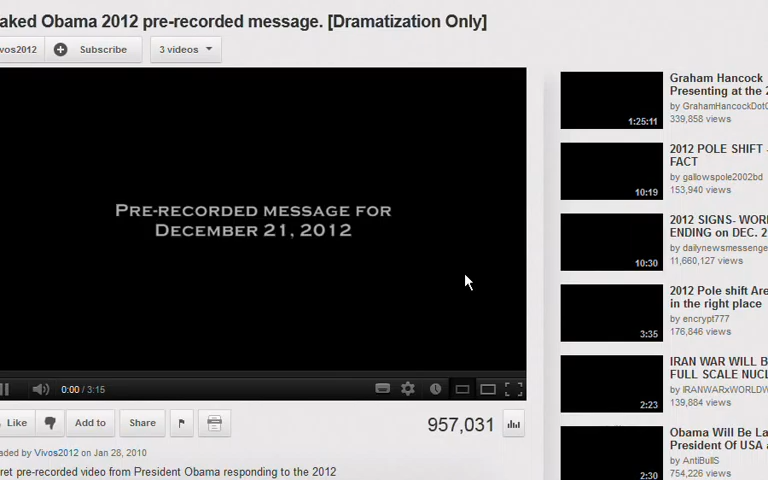 aked Obama 2012 pre-recorded message. [Dramatization Only]
vos2012
Subscribe
3 videos
PRE-RECORDED MESSAGE FOR
DECEMBER 21, 2012
0:00 / 3:15
Like
Add to
Share
957,031
aded by Vivos2012 on Jan 28, 2010
ret pre-recorded video from President Obama responding to the 2012
1:25:11
Graham Hancock
Presenting at the 2
by GrahamHancockDotC
339,858 views
10:19
2012 POLE SHIFT -
FACT
by gallowspole2002bd
153,940 views
10:30
2012 SIGNS- WOR
ENDING on DEC. 2
by dailynewsmessenge
11,660,127 views
3:35
2012 Pole shift Are
in the right place
by encrypt777
176,846 views
2:23
IRAN WAR WILL B
FULL SCALE NUCL
by IRANWARxWORLDW
139,884 views
2:30
Obama Will Be La
President Of USA
by AntiBullS
754,226 views